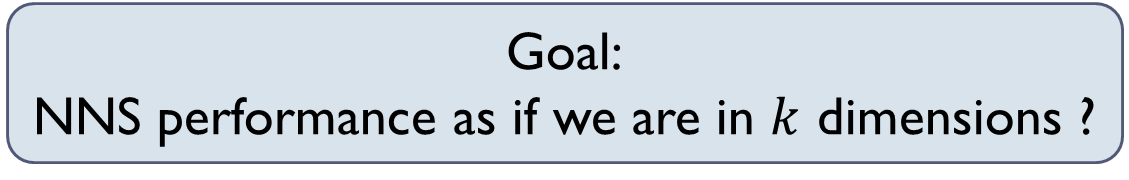 Goal:
NNS performance as if we are in k dimensions ?